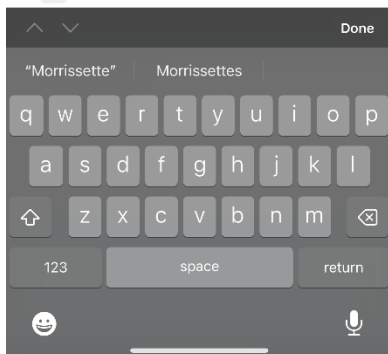 Done
“Morrissette” Morrissettes
q w e r t y u i o p
a s d f g h j k l
z x c v b n m
123 space return